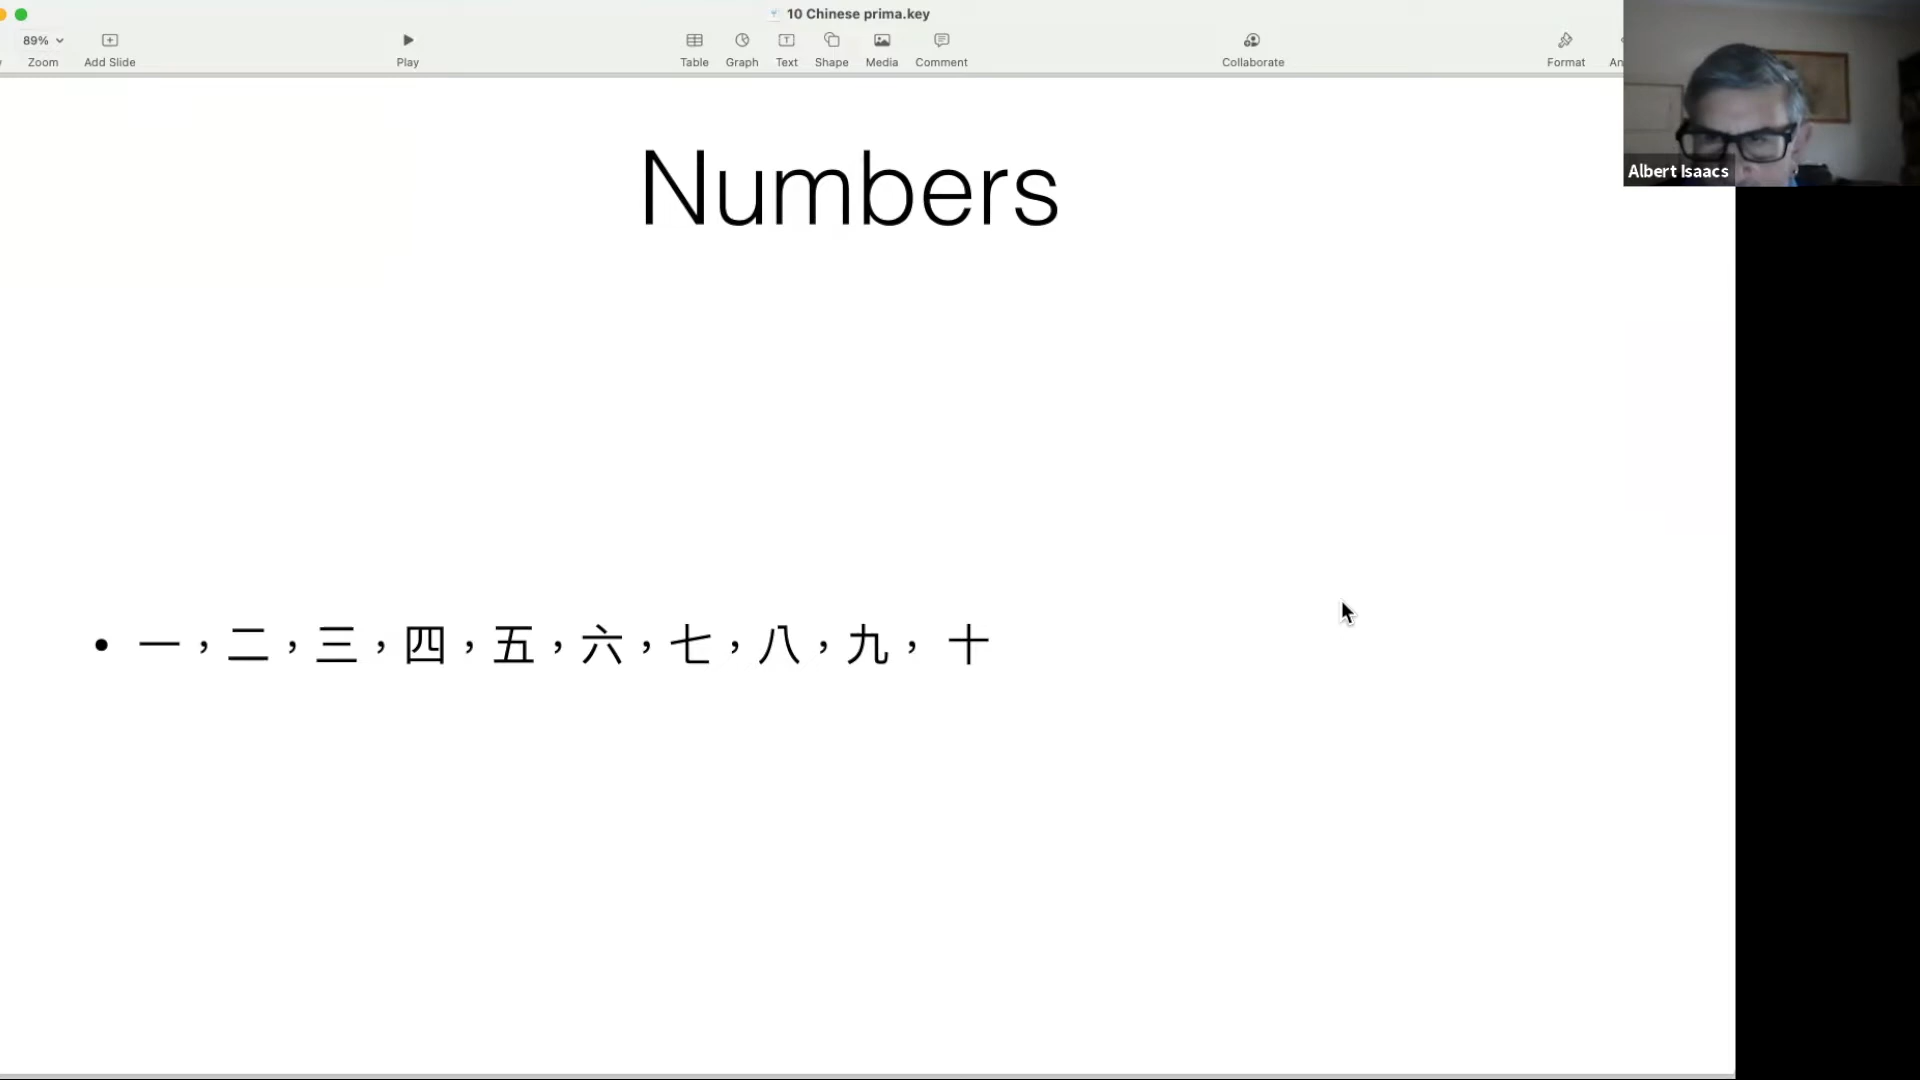 10 Chinese prima.key
89%
Zoom
Add Slide
Play
Table
Graph
Text
Shape
Media
Comment
Collaborate
Format
An
Albert Isaacs
Numbers
• 一，二，三，四，五，六，七，八，九， 十